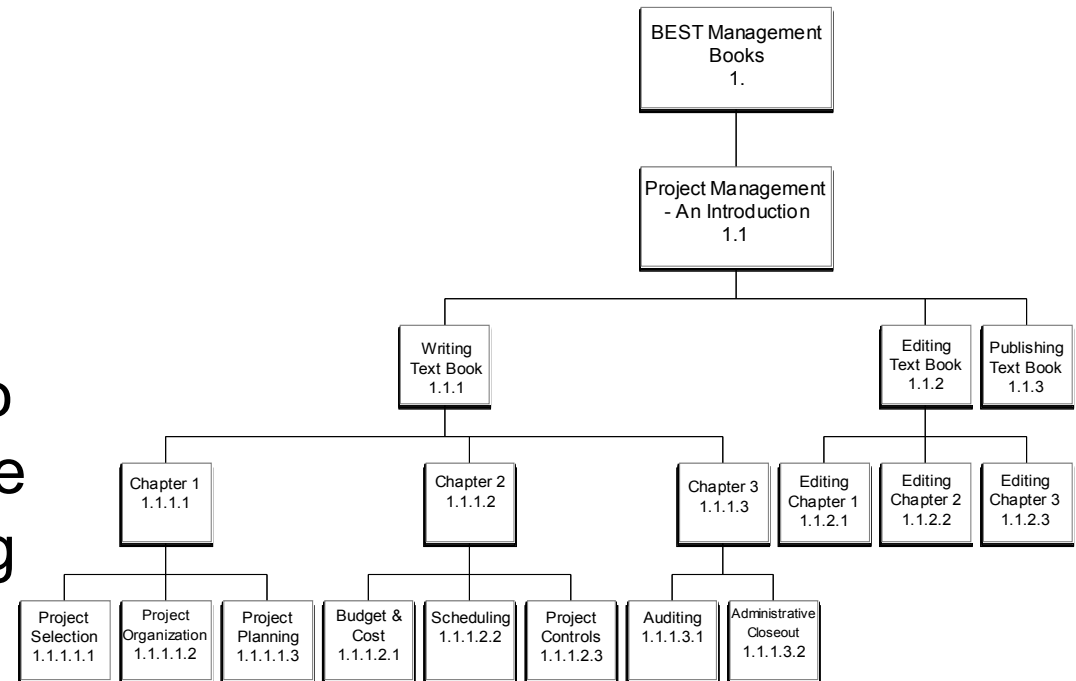 BEST Management
Books
1.
Project Management
- An Introduction
1.1
Writing
Text Book
1.1.1
Editing
Text Book
1.1.2
Publishing
Text Book
1.1.3
Chapter 1
1.1.1.1
Chapter 2
1.1.1.2
Chapter 3
1.1.1.3
Editing
Chapter 1
1.1.2.1
Editing
Chapter 2
1.1.2.2
Editing
Chapter 3
1.1.2.3
Project
Selection
1.1.1.1.1
Project
Organization
1.1.1.1.2
Project
Planning
1.1.1.1.3
Budget &
Cost
1.1.1.2.1
Scheduling
1.1.1.2.2
Project
Controls
1.1.1.2.3
Auditing
1.1.1.3.1
Administrative
Closeout
1.1.1.3.2